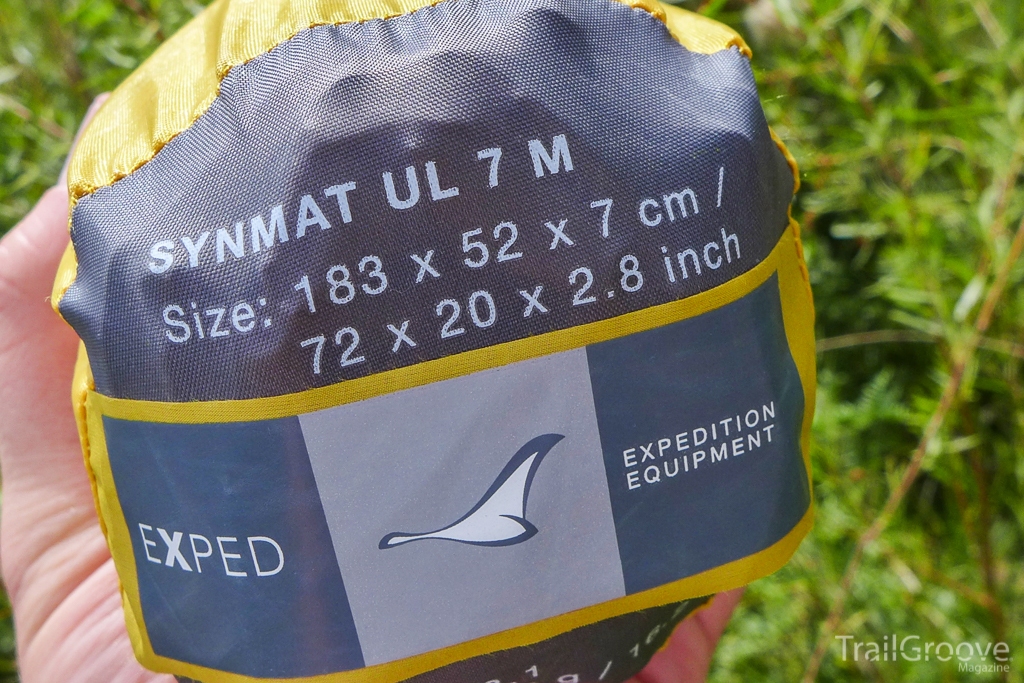 SYNMAT UL 7 M
Size: 183 x 52 x 7 cm /
72 x 20 x 2.8 inch
EXPED
EXPEDITION
EQUIPMENT
TrailGroove
Magazine